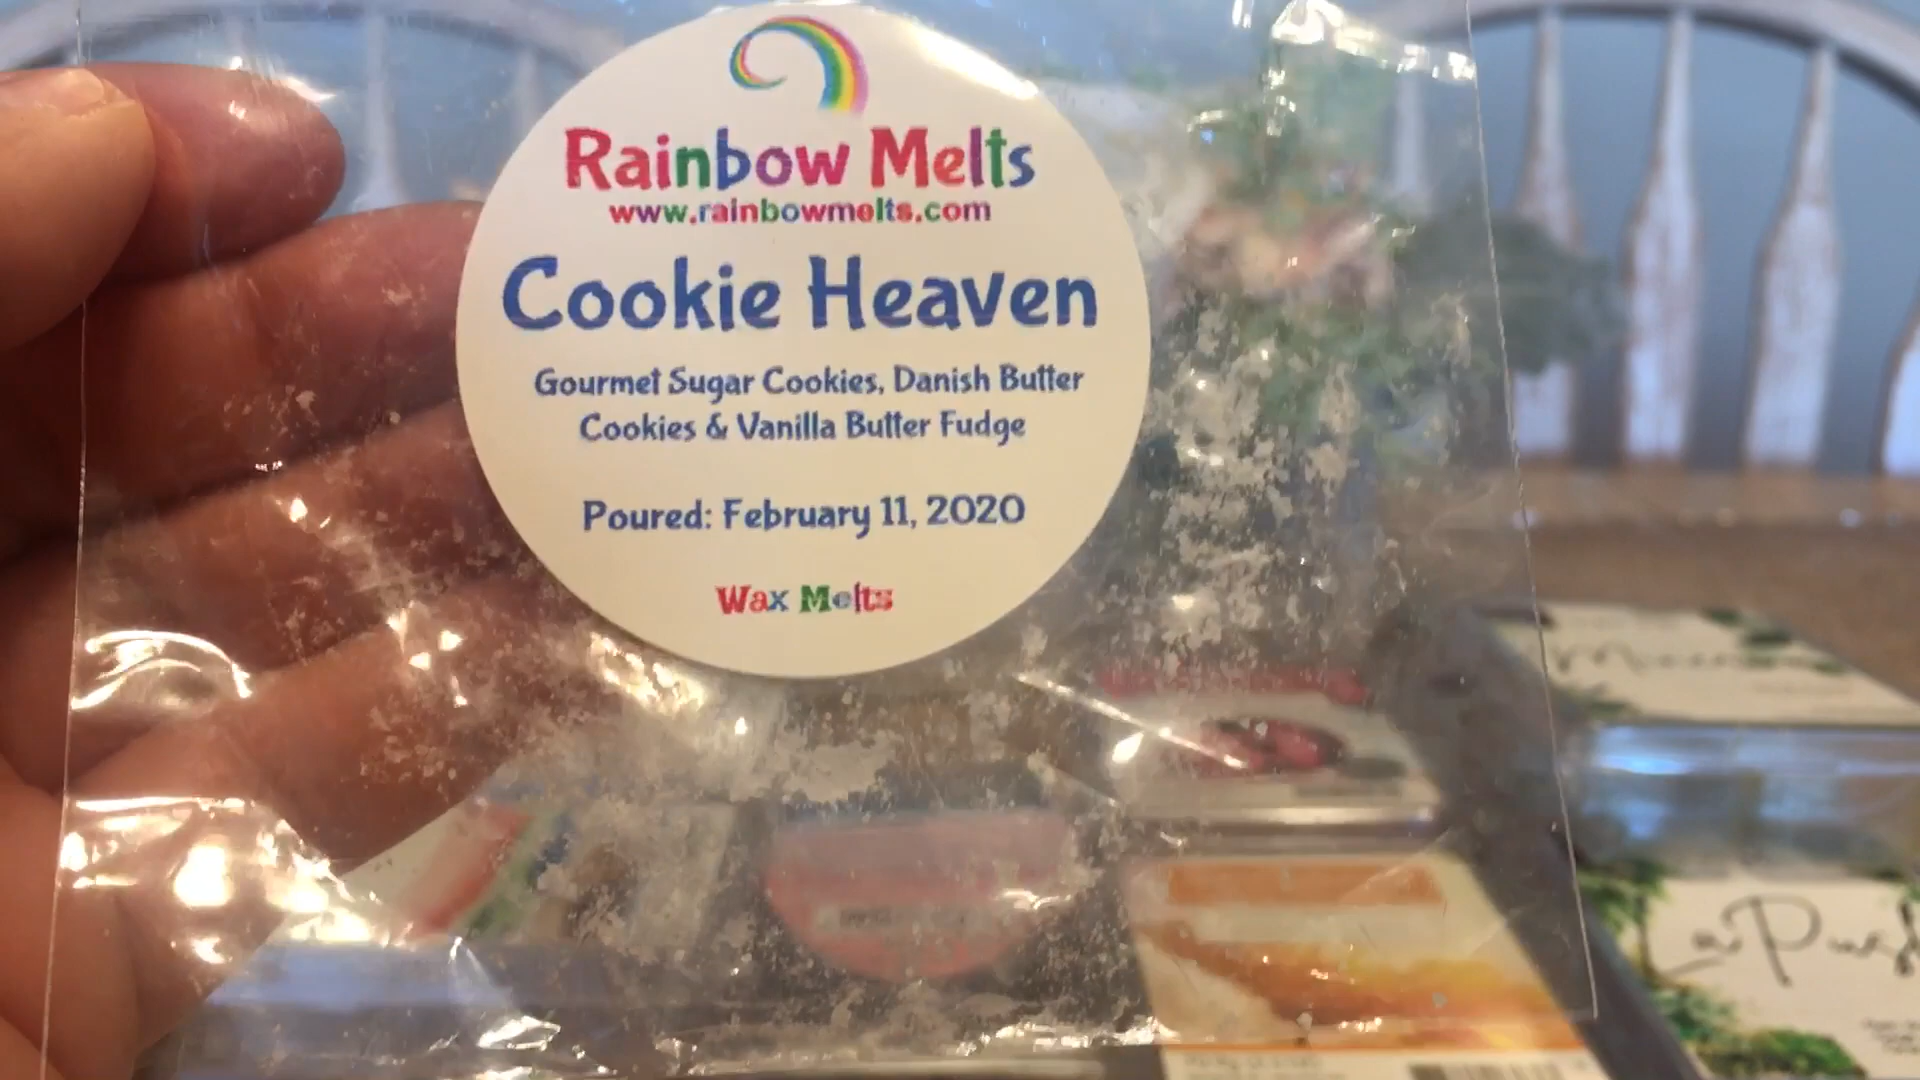 Rainbow Melts
www.rainbowmelts.com
Cookie Heaven
Gourmet Sugar Cookies, Danish Butter
Cookies & Vanilla Butter Fudge
Poured: February 11, 2020
Wax Melts